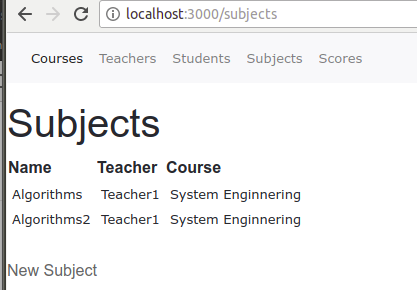 localhost:3000/subjects
Courses Teachers Students Subjects Scores
Subjects
Name Teacher Course
Algorithms Teacher1 System Enginnering
Algorithms2 Teacher1 System Enginnering
New Subject